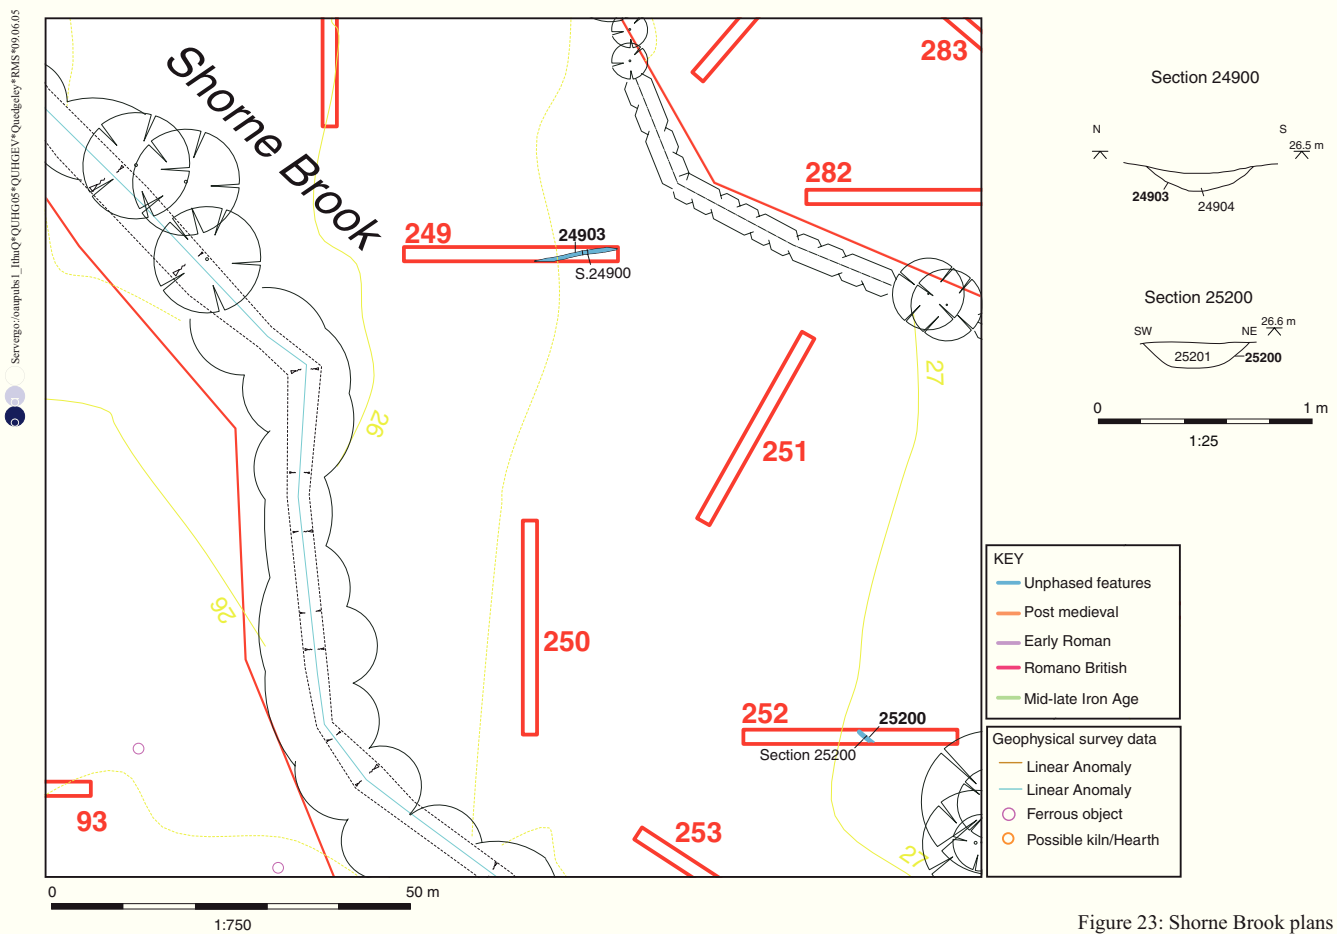 Servergo:/oaupubs1_1thuQ*QUHG05*QUHGEV*Quedgeley*RMS*09.06.05
Shorne Brook
283
282
249
24903
S.24900
27
26
251
26
250
252
25200
Section 25200
93
253
27
0
50 m
1:750
Section 24900
N
S
26.5 m
24903
24904
Section 25200
SW
NE
26.6 m
25201
25200
0
1 m
1:25
KEY
Unphased features
Post medieval
Early Roman
Romano British
Mid-late Iron Age
Geophysical survey data
Linear Anomaly
Linear Anomaly
Ferrous object
Possible kiln/Hearth
Figure 23: Shorne Brook plans